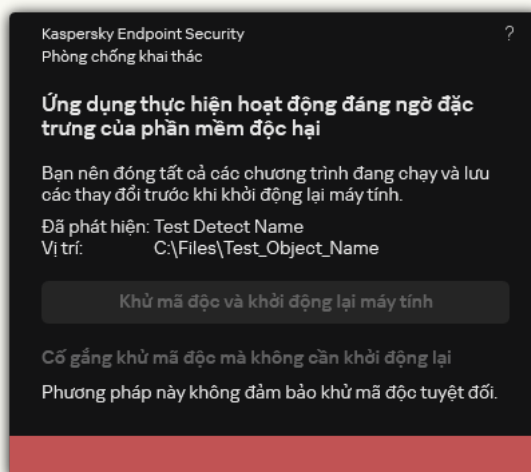 Kaspersky Endpoint Security
?
Phòng chống khai thác
Ứng dụng thực hiện hoạt động đáng ngờ đặc
trưng của phần mềm độc hại
Bạn nên đóng tất cả các chương trình đang chạy và lưu
các thay đổi trước khi khởi động lại máy tính.
Đã phát hiện: Test Detect Name
Vị trí: C:\Files\Test_Object_Name
Khử mã độc và khởi động lại máy tính
Cố gắng khử mã độc mà không cần khởi động lại
Phương pháp này không đảm bảo khử mã độc tuyệt đối.